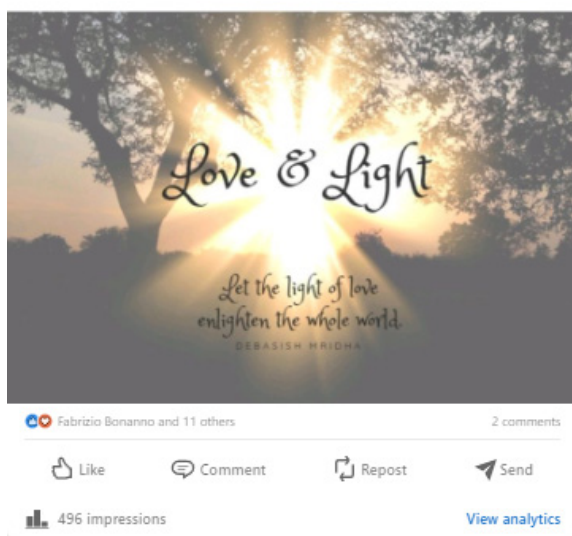 Love & Light
Let the light of love
enlighten the whole world.
DEBASISH MRIDHA
Fabrizio Bonanno and 11 others
2 comments
Like
Comment
Repost
Send
496 impressions
View analytics